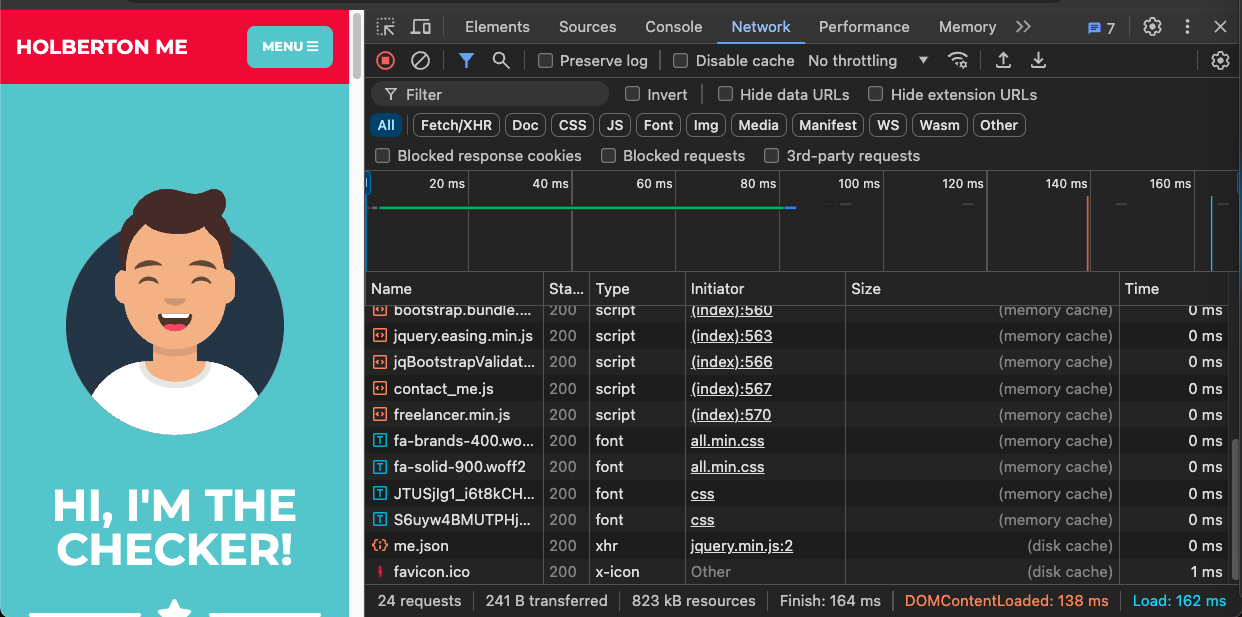 HOLBERTON ME
MENU ☰
HI, I'M THE
CHECKER!
Elements Sources Console Network Performance Memory 7
Preserve log Disable cache No throttling
Filter Invert Hide data URLs Hide extension URLs
All Fetch/XHR Doc CSS JS Font Img Media Manifest WS Wasm Other
Blocked response cookies Blocked requests 3rd-party requests
20 ms 40 ms 60 ms 80 ms 100 ms 120 ms 140 ms 160 ms
Name Sta... Type Initiator Size Time
bootstrap.bundle.... 200 script (index):560 (memory cache) 0 ms
jquery.easing.min.js 200 script (index):563 (memory cache) 0 ms
jqBootstrapValidat... 200 script (index):566 (memory cache) 0 ms
contact_me.js 200 script (index):567 (memory cache) 0 ms
freelancer.min.js 200 script (index):570 (memory cache) 0 ms
fa-brands-400.wo... 200 font all.min.css (memory cache) 0 ms
fa-solid-900.woff2 200 font all.min.css (memory cache) 0 ms
JTUSjIg1_i6t8kCH... 200 font css (memory cache) 0 ms
S6uyw4BMUTPHj... 200 font css (memory cache) 0 ms
me.json 200 xhr jquery.min.js:2 (disk cache) 0 ms
favicon.ico 200 x-icon Other (disk cache) 1 ms
24 requests 241 B transferred 823 kB resources Finish: 164 ms DOMContentLoaded: 138 ms Load: 162 ms